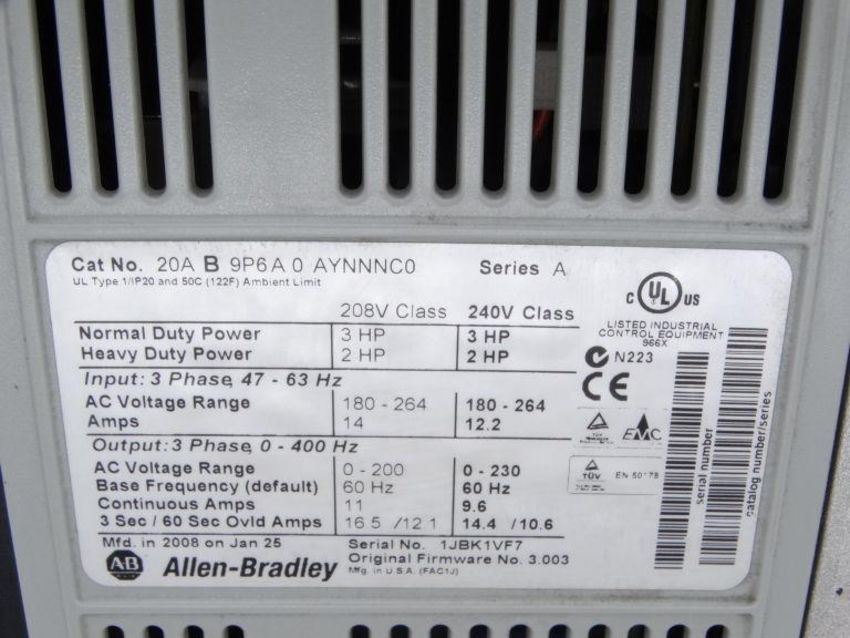 Cat No. 20A B 9P6A0 AYNNNC0 Series A
UL Type 1/IP20 and 50C (122F) Ambient Limit
208V Class 240V Class
Normal Duty Power 3 HP 3 HP
Heavy Duty Power 2 HP 2 HP
Input: 3 Phase, 47 - 63 Hz
AC Voltage Range 180 - 264 180 - 264
Amps 14 12.2
Output: 3 Phase, 0 - 400 Hz
AC Voltage Range 0 - 200 0 - 230
Base Frequency (default) 60 Hz 60 Hz
Continuous Amps 11 9.6
3 Sec / 60 Sec Ovld Amps 16.5 / 12.1 14.4 / 10.6
Mfd. in 2008 on Jan 25 Serial No. 1JBK1VF7
Original Firmware No. 3.003
AB Allen-Bradley Mfg. in U.S.A. (FAC1J)
C UL US
LISTED INDUSTRIAL
CONTROL EQUIPMENT
966X
N223
CE
EMC
TÜV EN 50178
serial number
catalog number/series